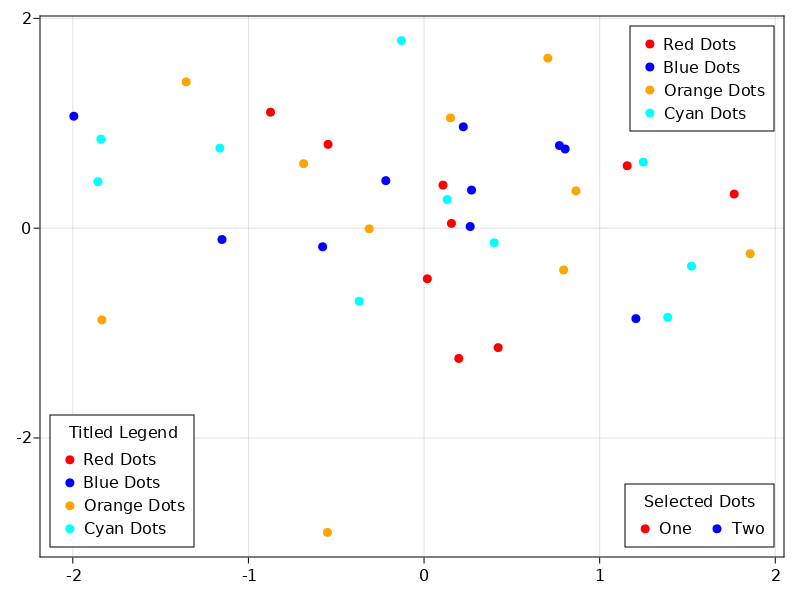 2
Red Dots
Blue Dots
Orange Dots
Cyan Dots
0
-2
Titled Legend
Red Dots
Blue Dots
Orange Dots
Cyan Dots
Selected Dots
One Two
-2 -1 0 1 2